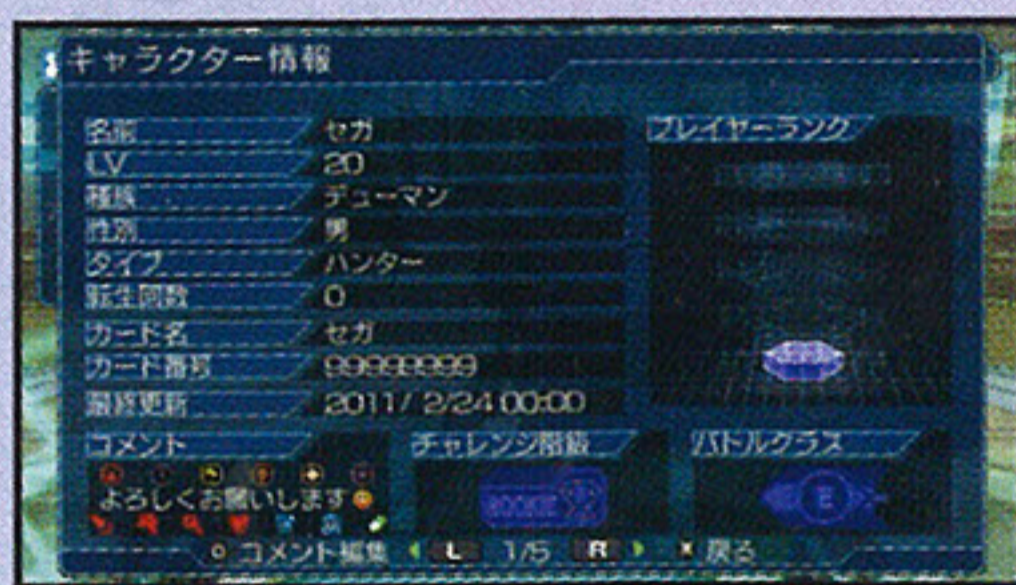 キャラクター情報
名前 セガ
LV 20
種族 デューマン
性別 男
タイプ ハンター
転生回数 0
カード名 セガ
カード番号 99999999
最終更新 2011/ 2/24 00:00
プレイヤーランク
コメント
よろしくお願いします
チャレンジ階級
ROOKIE
バトルクラス
E
コメント編集 L 1/5 R × 戻る